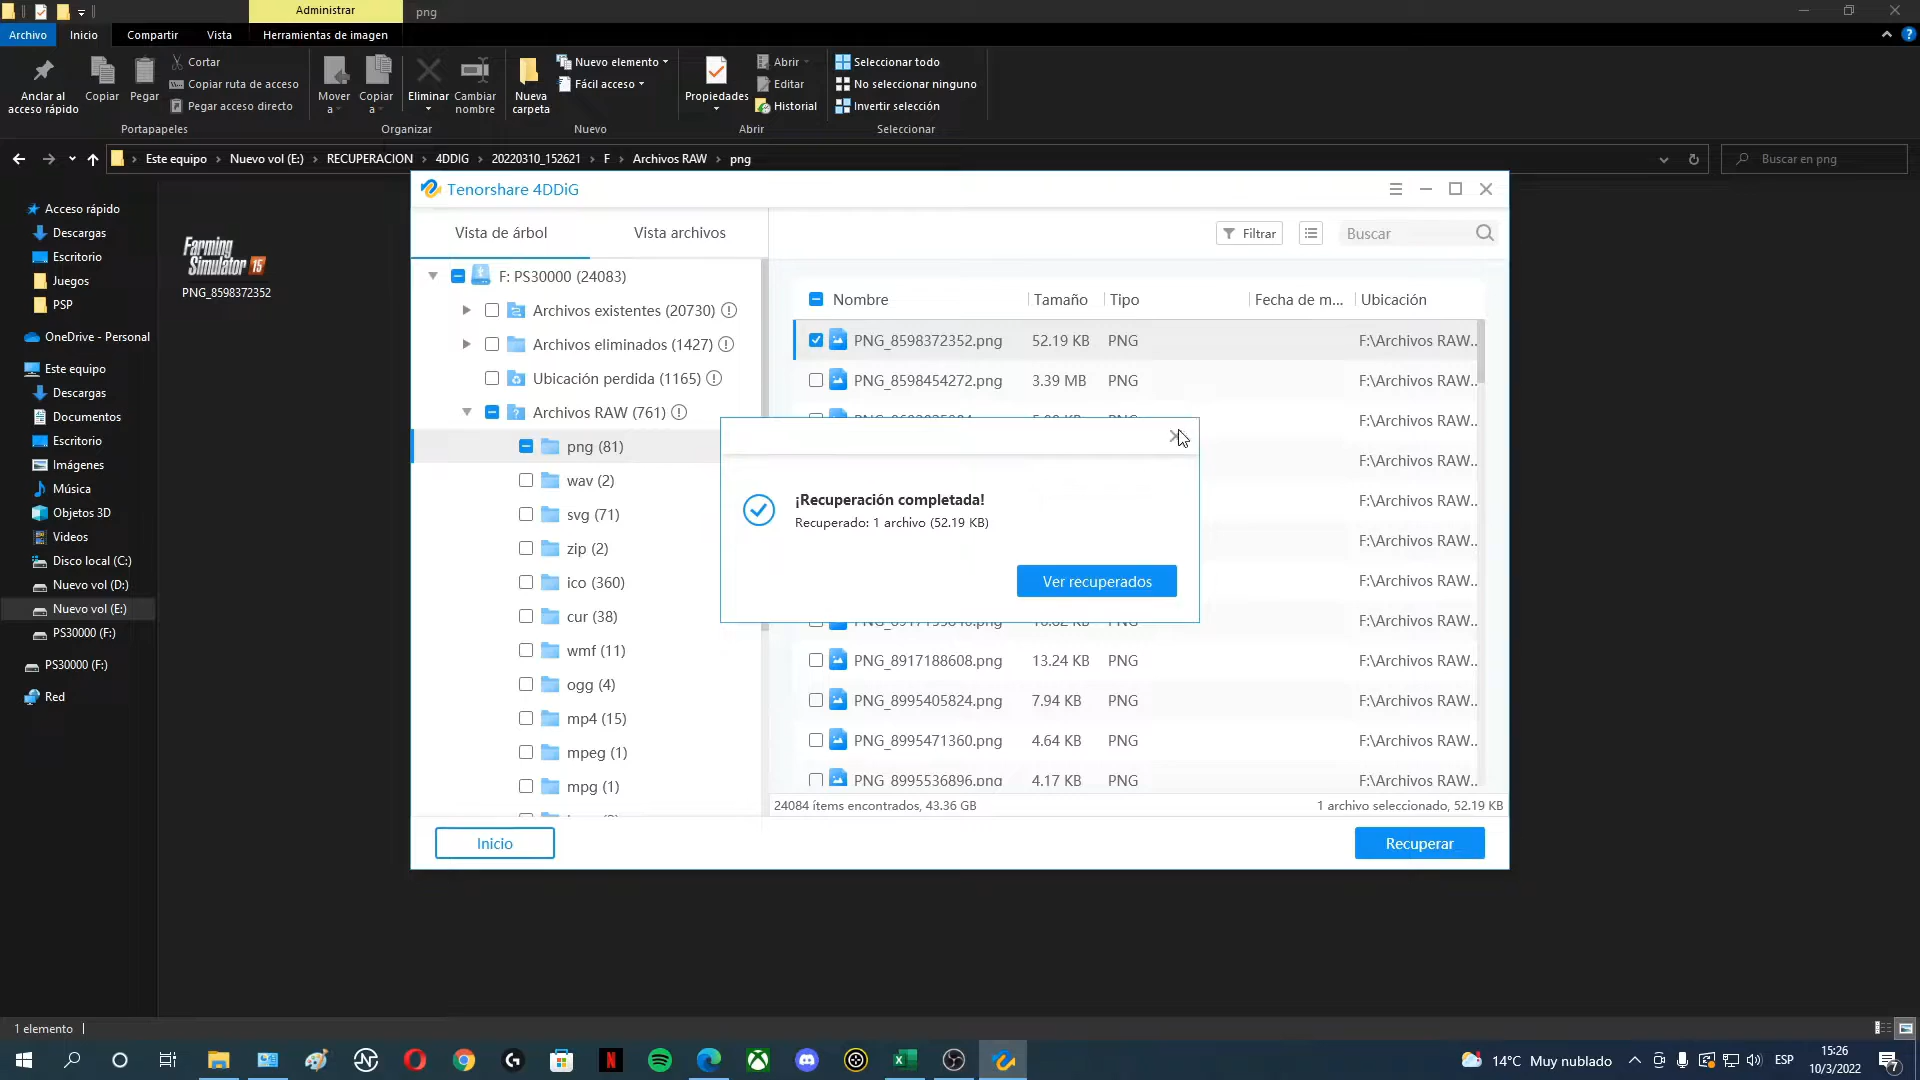 Administrar
png
Archivo
Inicio
Compartir
Vista
Herramientas de imagen
Anclar al
acceso rápido
Copiar
Pegar
Cortar
Copiar ruta de acceso
Pegar acceso directo
Portapapeles
Mover
a
Copiar
a
Eliminar
Cambiar
nombre
Organizar
Nueva
carpeta
Nuevo elemento
Fácil acceso
Nuevo
Propiedades
Abrir
Editar
Historial
Abrir
Seleccionar todo
No seleccionar ninguno
Invertir selección
Seleccionar
Este equipo > Nuevo vol (E:) > RECUPERACION > 4DDIG > 20220310_152621 > F > Archivos RAW > png
Buscar en png
Acceso rápido
Descargas
Escritorio
Juegos
PSP
OneDrive - Personal
Este equipo
Descargas
Documentos
Escritorio
Imágenes
Música
Objetos 3D
Videos
Disco local (C:)
Nuevo vol (D:)
Nuevo vol (E:)
PS30000 (F:)
PS30000 (F:)
Red
Farming
Simulator 15
PNG_8598372352
Tenorshare 4DDiG
Vista de árbol
Vista archivos
Filtrar
Buscar
F: PS30000 (24083)
Archivos existentes (20730)
Archivos eliminados (1427)
Ubicación perdida (1165)
Archivos RAW (761)
png (81)
wav (2)
svg (71)
zip (2)
ico (360)
cur (38)
wmf (11)
ogg (4)
mp4 (15)
mpeg (1)
mpg (1)
Nombre Tamaño Tipo Fecha de m... Ubicación
PNG_8598372352.png 52.19 KB PNG F:\Archivos RAW..
PNG_8598454272.png 3.39 MB PNG F:\Archivos RAW..
F:\Archivos RAW..
F:\Archivos RAW..
F:\Archivos RAW..
F:\Archivos RAW..
F:\Archivos RAW..
F:\Archivos RAW..
PNG_8917188608.png 13.24 KB PNG F:\Archivos RAW..
PNG_8995405824.png 7.94 KB PNG F:\Archivos RAW..
PNG_8995471360.png 4.64 KB PNG F:\Archivos RAW..
PNG_8995536896.png 4.17 KB PNG F:\Archivos RAW..
¡Recuperación completada!
Recuperado: 1 archivo (52.19 KB)
Ver recuperados
24084 ítems encontrados, 43.36 GB
1 archivo seleccionado, 52.19 KB
Inicio
Recuperar
1 elemento
14°C Muy nublado
ESP
15:26
10/3/2022
7